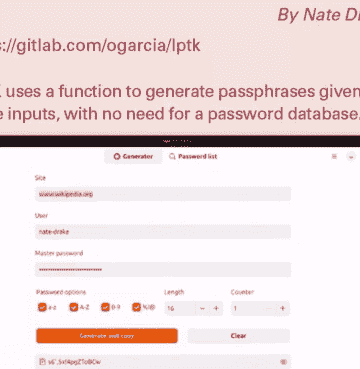 By Nate Dr
s://gitlab.com/ogarcia/lptk
uses a function to generate passphrases given
e inputs, with no need for a password database.
Generator Password list
Site
www.wikipedia.org
User
nate-drake
Master password
Password options Length Counter
a-z A-Z 0-9 %!@ 16 − + 1 − +
Generate and copy Clear